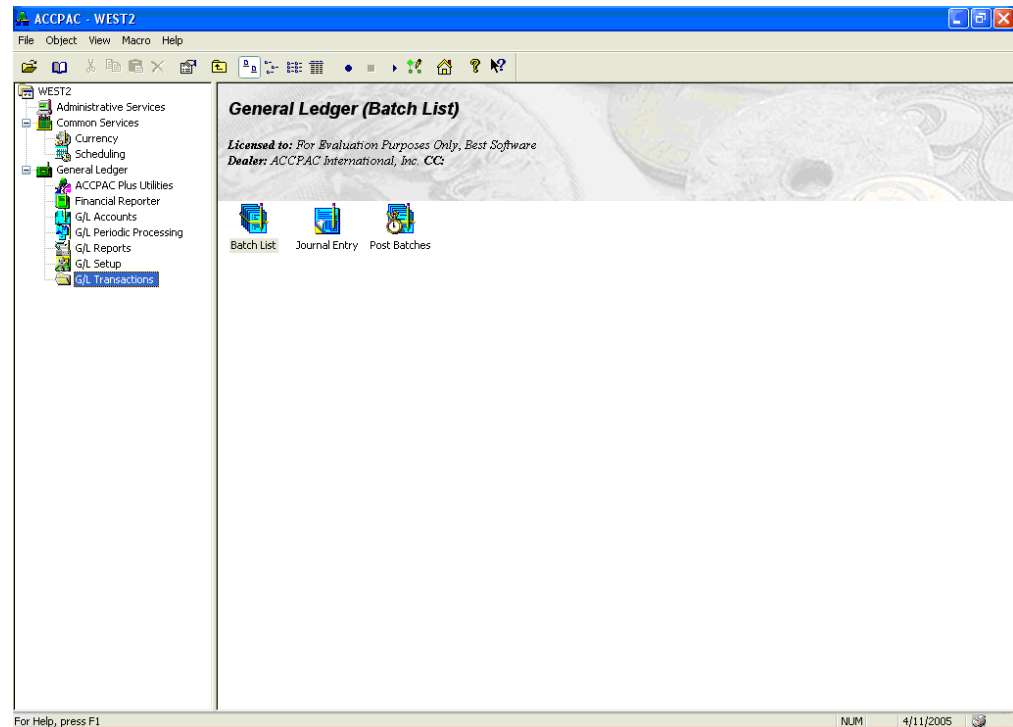 ACCPAC - WEST2
File Object View Macro Help
WEST2
Administrative Services
Common Services
Currency
Scheduling
General Ledger
ACCPAC Plus Utilities
Financial Reporter
G/L Accounts
G/L Periodic Processing
G/L Reports
G/L Setup
G/L Transactions
General Ledger (Batch List)
Licensed to: For Evaluation Purposes Only, Best Software
Dealer: ACCPAC International, Inc. CC:
Batch List Journal Entry Post Batches
For Help, press F1 NUM 4/11/2005